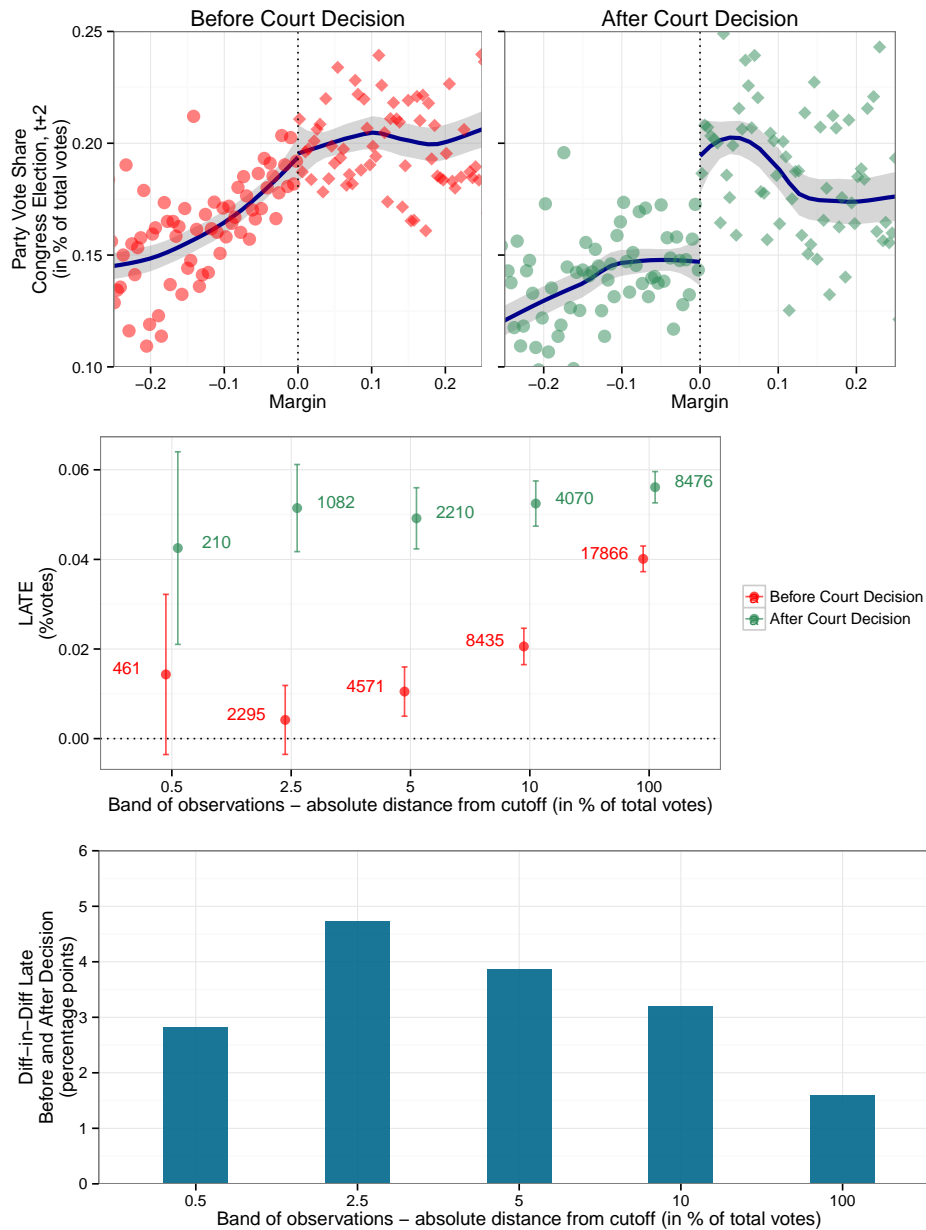 Before Court Decision
After Court Decision
Party Vote Share
Congress Election, t+2
(in % of total votes)
0.25
0.20
0.15
0.10
−0.2 −0.1 0.0 0.1 0.2
−0.2 −0.1 0.0 0.1 0.2
Margin
Margin
LATE
(%votes)
0.06
0.04
0.02
0.00
461
210
2295
1082
4571
2210
8435
4070
17866
8476
0.5 2.5 5 10 100
Band of observations − absolute distance from cutoff (in % of total votes)
Before Court Decision
After Court Decision
Diff−in−Diff Late
Before and After Decision
(percentage points)
6
5
4
3
2
1
0
0.5 2.5 5 10 100
Band of observations − absolute distance from cutoff (in % of total votes)